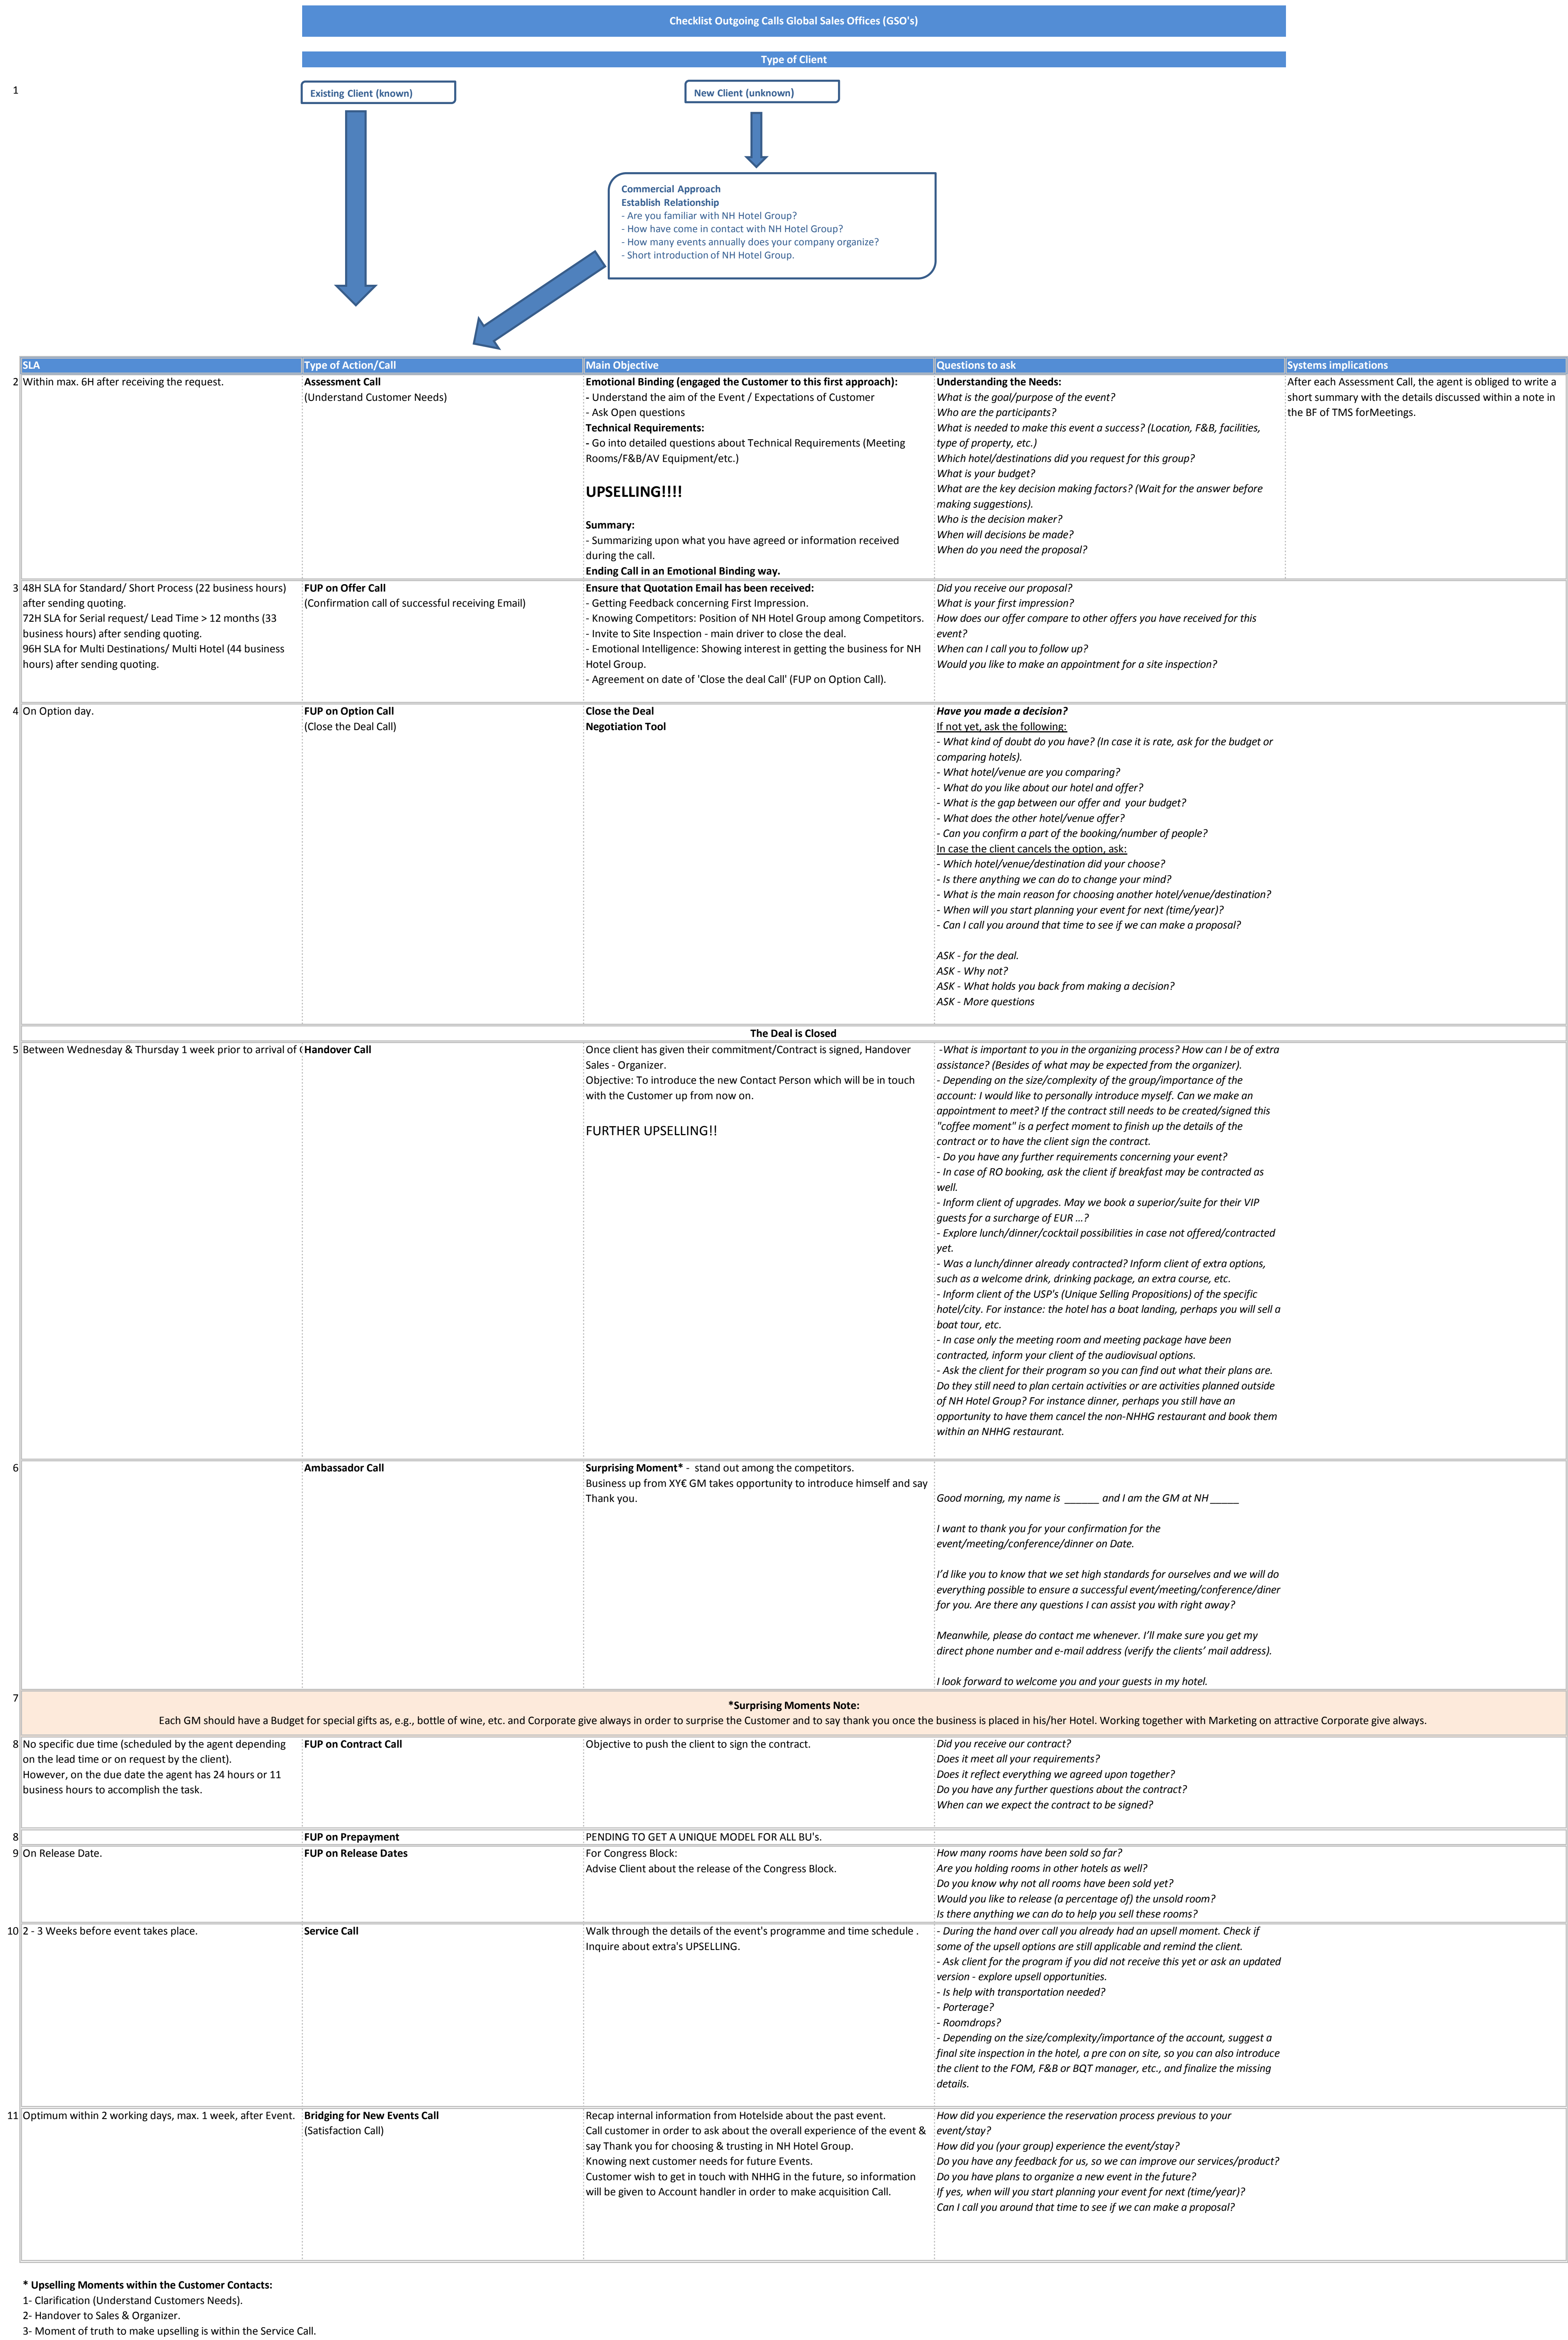 Checklist Outgoing Calls Global Sales Offices (GSO's)
Type of Client
1
Existing Client (known)
New Client (unknown)
Commercial Approach
Establish Relationship
- Are you familiar with NH Hotel Group?
- How have come in contact with NH Hotel Group?
- How many events annually does your company organize?
- Short introduction of NH Hotel Group.
SLA
Type of Action/Call
Main Objective
Questions to ask
Systems implications
2
Within max. 6H after receiving the request.
Assessment Call
(Understand Customer Needs)
Emotional Binding (engaged the Customer to this first approach):
- Understand the aim of the Event / Expectations of Customer
- Ask Open questions
Technical Requirements:
- Go into detailed questions about Technical Requirements (Meeting
Rooms/F&B/AV Equipment/etc.)
UPSELLING!!!!
Summary:
- Summarizing upon what you have agreed or information received
during the call.
Ending Call in an Emotional Binding way.
Understanding the Needs:
What is the goal/purpose of the event?
Who are the participants?
What is needed to make this event a success? (Location, F&B, facilities,
type of property, etc.)
Which hotel/destinations did you request for this group?
What is your budget?
What are the key decision making factors? (Wait for the answer before
making suggestions).
Who is the decision maker?
When will decisions be made?
When do you need the proposal?
After each Assessment Call, the agent is obliged to write a
short summary with the details discussed within a note in
the BF of TMS forMeetings.
3
48H SLA for Standard/ Short Process (22 business hours)
after sending quoting.
72H SLA for Serial request/ Lead Time > 12 months (33
business hours) after sending quoting.
96H SLA for Multi Destinations/ Multi Hotel (44 business
hours) after sending quoting.
FUP on Offer Call
(Confirmation call of successful receiving Email)
Ensure that Quotation Email has been received:
- Getting Feedback concerning First Impression.
- Knowing Competitors: Position of NH Hotel Group among Competitors.
- Invite to Site Inspection - main driver to close the deal.
- Emotional Intelligence: Showing interest in getting the business for NH
Hotel Group.
- Agreement on date of 'Close the deal Call' (FUP on Option Call).
Did you receive our proposal?
What is your first impression?
How does our offer compare to other offers you have received for this
event?
When can I call you to follow up?
Would you like to make an appointment for a site inspection?
4
On Option day.
FUP on Option Call
(Close the Deal Call)
Close the Deal
Negotiation Tool
Have you made a decision?
If not yet, ask the following:
- What kind of doubt do you have? (In case it is rate, ask for the budget or
comparing hotels).
- What hotel/venue are you comparing?
- What do you like about our hotel and offer?
- What is the gap between our offer and your budget?
- What does the other hotel/venue offer?
- Can you confirm a part of the booking/number of people?
In case the client cancels the option, ask:
- Which hotel/venue/destination did your choose?
- Is there anything we can do to change your mind?
- What is the main reason for choosing another hotel/venue/destination?
- When will you start planning your event for next (time/year)?
- Can I call you around that time to see if we can make a proposal?
ASK - for the deal.
ASK - Why not?
ASK - What holds you back from making a decision?
ASK - More questions
The Deal is Closed
5
Between Wednesday & Thursday 1 week prior to arrival of
Handover Call
Once client has given their commitment/Contract is signed, Handover
Sales - Organizer.
Objective: To introduce the new Contact Person which will be in touch
with the Customer up from now on.
FURTHER UPSELLING!!
-What is important to you in the organizing process? How can I be of extra
assistance? (Besides of what may be expected from the organizer).
- Depending on the size/complexity of the group/importance of the
account: I would like to personally introduce myself. Can we make an
appointment to meet? If the contract still needs to be created/signed this
"coffee moment" is a perfect moment to finish up the details of the
contract or to have the client sign the contract.
- Do you have any further requirements concerning your event?
- In case of RO booking, ask the client if breakfast may be contracted as
well.
- Inform client of upgrades. May we book a superior/suite for their VIP
guests for a surcharge of EUR ...?
- Explore lunch/dinner/cocktail possibilities in case not offered/contracted
yet.
- Was a lunch/dinner already contracted? Inform client of extra options,
such as a welcome drink, drinking package, an extra course, etc.
- Inform client of the USP's (Unique Selling Propositions) of the specific
hotel/city. For instance: the hotel has a boat landing, perhaps you will sell a
boat tour, etc.
- In case only the meeting room and meeting package have been
contracted, inform your client of the audiovisual options.
- Ask the client for their program so you can find out what their plans are.
Do they still need to plan certain activities or are activities planned outside
of NH Hotel Group? For instance dinner, perhaps you still have an
opportunity to have them cancel the non-NHHG restaurant and book them
within an NHHG restaurant.
6
Ambassador Call
Surprising Moment* - stand out among the competitors.
Business up from XY€ GM takes opportunity to introduce himself and say
Thank you.
Good morning, my name is ______ and I am the GM at NH _____
I want to thank you for your confirmation for the
event/meeting/conference/dinner on Date.
I'd like you to know that we set high standards for ourselves and we will do
everything possible to ensure a successful event/meeting/conference/diner
for you. Are there any questions I can assist you with right away?
Meanwhile, please do contact me whenever. I'll make sure you get my
direct phone number and e-mail address (verify the clients' mail address).
I look forward to welcome you and your guests in my hotel.
7
*Surprising Moments Note:
Each GM should have a Budget for special gifts as, e.g., bottle of wine, etc. and Corporate give always in order to surprise the Customer and to say thank you once the business is placed in his/her Hotel. Working together with Marketing on attractive Corporate give always.
8
No specific due time (scheduled by the agent depending
on the lead time or on request by the client).
However, on the due date the agent has 24 hours or 11
business hours to accomplish the task.
FUP on Contract Call
Objective to push the client to sign the contract.
Did you receive our contract?
Does it meet all your requirements?
Does it reflect everything we agreed upon together?
Do you have any further questions about the contract?
When can we expect the contract to be signed?
8
FUP on Prepayment
PENDING TO GET A UNIQUE MODEL FOR ALL BU's.
9
On Release Date.
FUP on Release Dates
For Congress Block:
Advise Client about the release of the Congress Block.
How many rooms have been sold so far?
Are you holding rooms in other hotels as well?
Do you know why not all rooms have been sold yet?
Would you like to release (a percentage of) the unsold room?
Is there anything we can do to help you sell these rooms?
10
2 - 3 Weeks before event takes place.
Service Call
Walk through the details of the event's programme and time schedule .
Inquire about extra's UPSELLING.
- During the hand over call you already had an upsell moment. Check if
some of the upsell options are still applicable and remind the client.
- Ask client for the program if you did not receive this yet or ask an updated
version - explore upsell opportunities.
- Is help with transportation needed?
- Porterage?
- Roomdrops?
- Depending on the size/complexity/importance of the account, suggest a
final site inspection in the hotel, a pre con on site, so you can also introduce
the client to the FOM, F&B or BQT manager, etc., and finalize the missing
details.
11
Optimum within 2 working days, max. 1 week, after Event.
Bridging for New Events Call
(Satisfaction Call)
Recap internal information from Hotelside about the past event.
Call customer in order to ask about the overall experience of the event &
say Thank you for choosing & trusting in NH Hotel Group.
Knowing next customer needs for future Events.
Customer wish to get in touch with NHHG in the future, so information
will be given to Account handler in order to make acquisition Call.
How did you experience the reservation process previous to your
event/stay?
How did you (your group) experience the event/stay?
Do you have any feedback for us, so we can improve our services/product?
Do you have plans to organize a new event in the future?
If yes, when will you start planning your event for next (time/year)?
Can I call you around that time to see if we can make a proposal?
* Upselling Moments within the Customer Contacts:
1- Clarification (Understand Customers Needs).
2- Handover to Sales & Organizer.
3- Moment of truth to make upselling is within the Service Call.